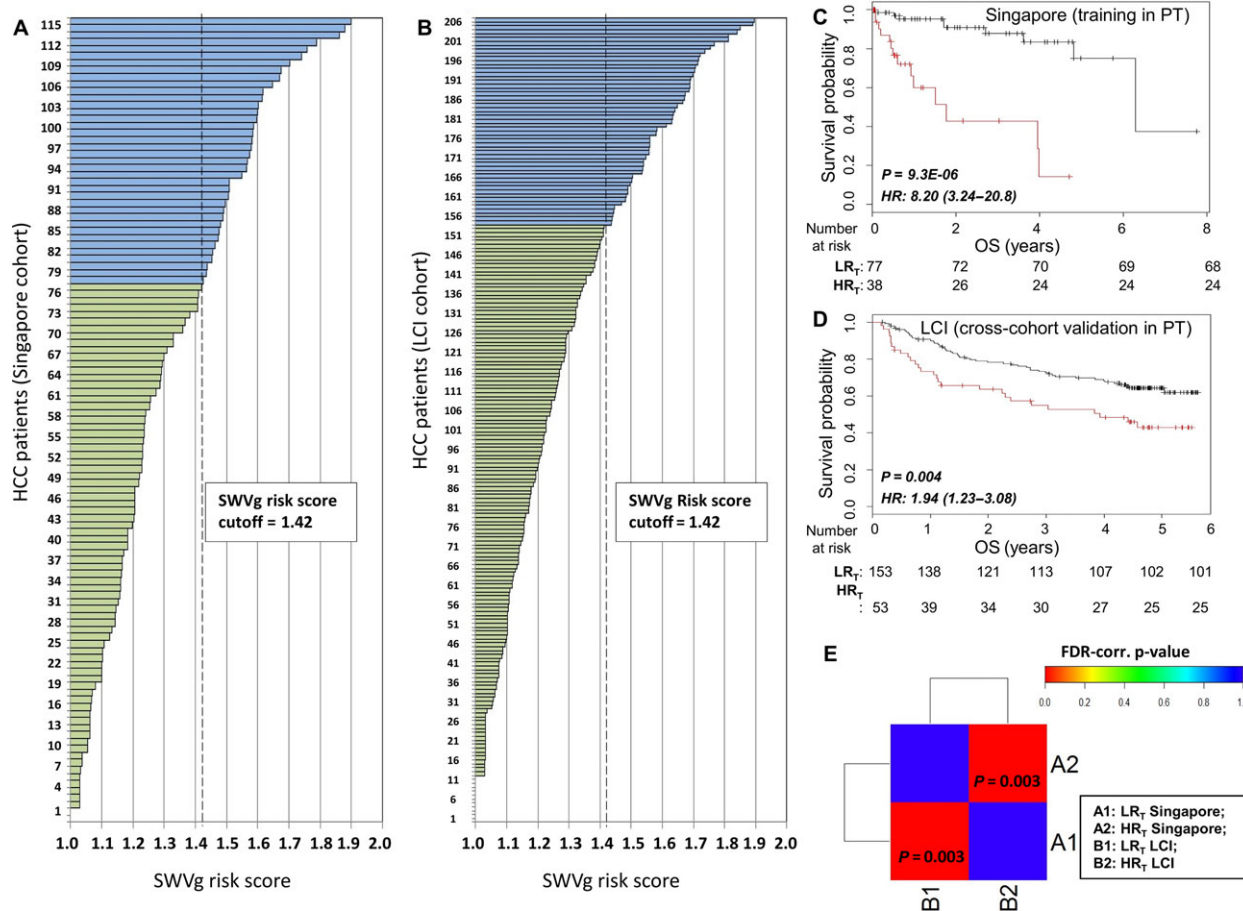 A
HCC patients (Singapore cohort)
115
112
109
106
103
100
97
94
91
88
85
82
79
76
73
70
67
64
61
58
55
52
49
46
43
40
37
34
31
28
25
22
19
16
13
10
7
4
1
SWVg risk score
cutoff = 1.42
1.0 1.1 1.2 1.3 1.4 1.5 1.6 1.7 1.8 1.9 2.0
SWVg risk score
B
HCC patients (LCI cohort)
206
201
196
191
186
181
176
171
166
161
156
151
146
141
136
131
126
121
116
111
106
101
96
91
86
81
76
71
66
61
56
51
46
41
36
31
26
21
16
11
6
1
SWVg Risk score
cutoff = 1.42
1.0 1.1 1.2 1.3 1.4 1.5 1.6 1.7 1.8 1.9 2.0
SWVg risk score
C
Singapore (training in PT)
Survival probability
1.0
0.8
0.6
0.4
0.2
0.0
P = 9.3E-06
HR: 8.20 (3.24–20.8)
0 2 4 6 8
OS (years)
Number
at risk
LRT: 77 72 70 69 68
HRT: 38 26 24 24 24
D
LCI (cross-cohort validation in PT)
Survival probability
1.0
0.8
0.6
0.4
0.2
0.0
P = 0.004
HR: 1.94 (1.23–3.08)
0 1 2 3 4 5 6
OS (years)
Number
at risk
LRT: 153 138 121 113 107 102 101
HRT
: 53 39 34 30 27 25 25
E
FDR-corr. p-value
0.0 0.2 0.4 0.6 0.8 1.
P = 0.003 A2
P = 0.003 A1
B1 B2
A1: LRT Singapore;
A2: HRT Singapore;
B1: LRT LCI;
B2: HRT LCI